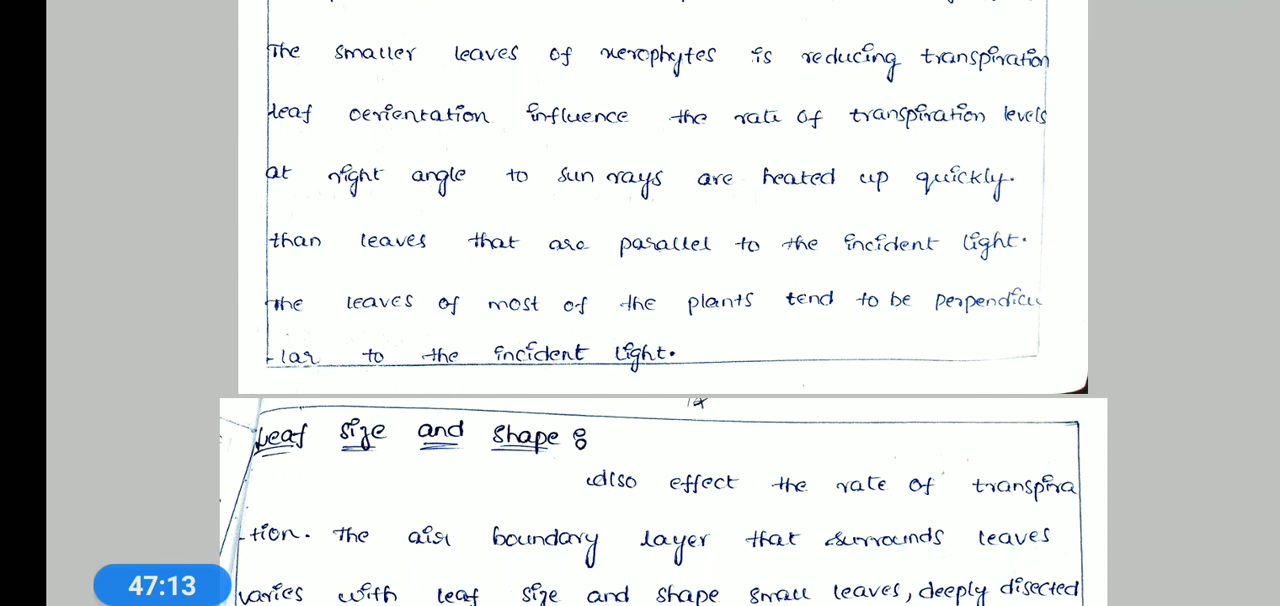 The smaller leaves of xerophytes is reducing transpiration
leaf oerientation influence the rate of transpiration levels
at right angle to sun rays are heated up quickly.
than leaves that are parallel to the incident light.
The leaves of most of the plants tend to be perpendicu
-lar to the incident light.
Leaf size and shape :
also effect the rate of transpira
-tion. The air boundary layer that surrounds leaves
varies with leaf size and shape small leaves, deeply disected
47:13